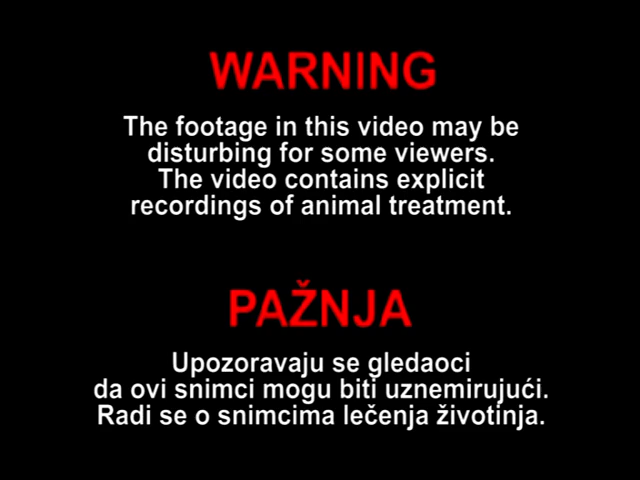 WARNING
The footage in this video may be
disturbing for some viewers.
The video contains explicit
recordings of animal treatment.
PAŽNJA
Upozoravaju se gledaoci
da ovi snimci mogu biti uznemirujući.
Radi se o snimcima lečenja životinja.